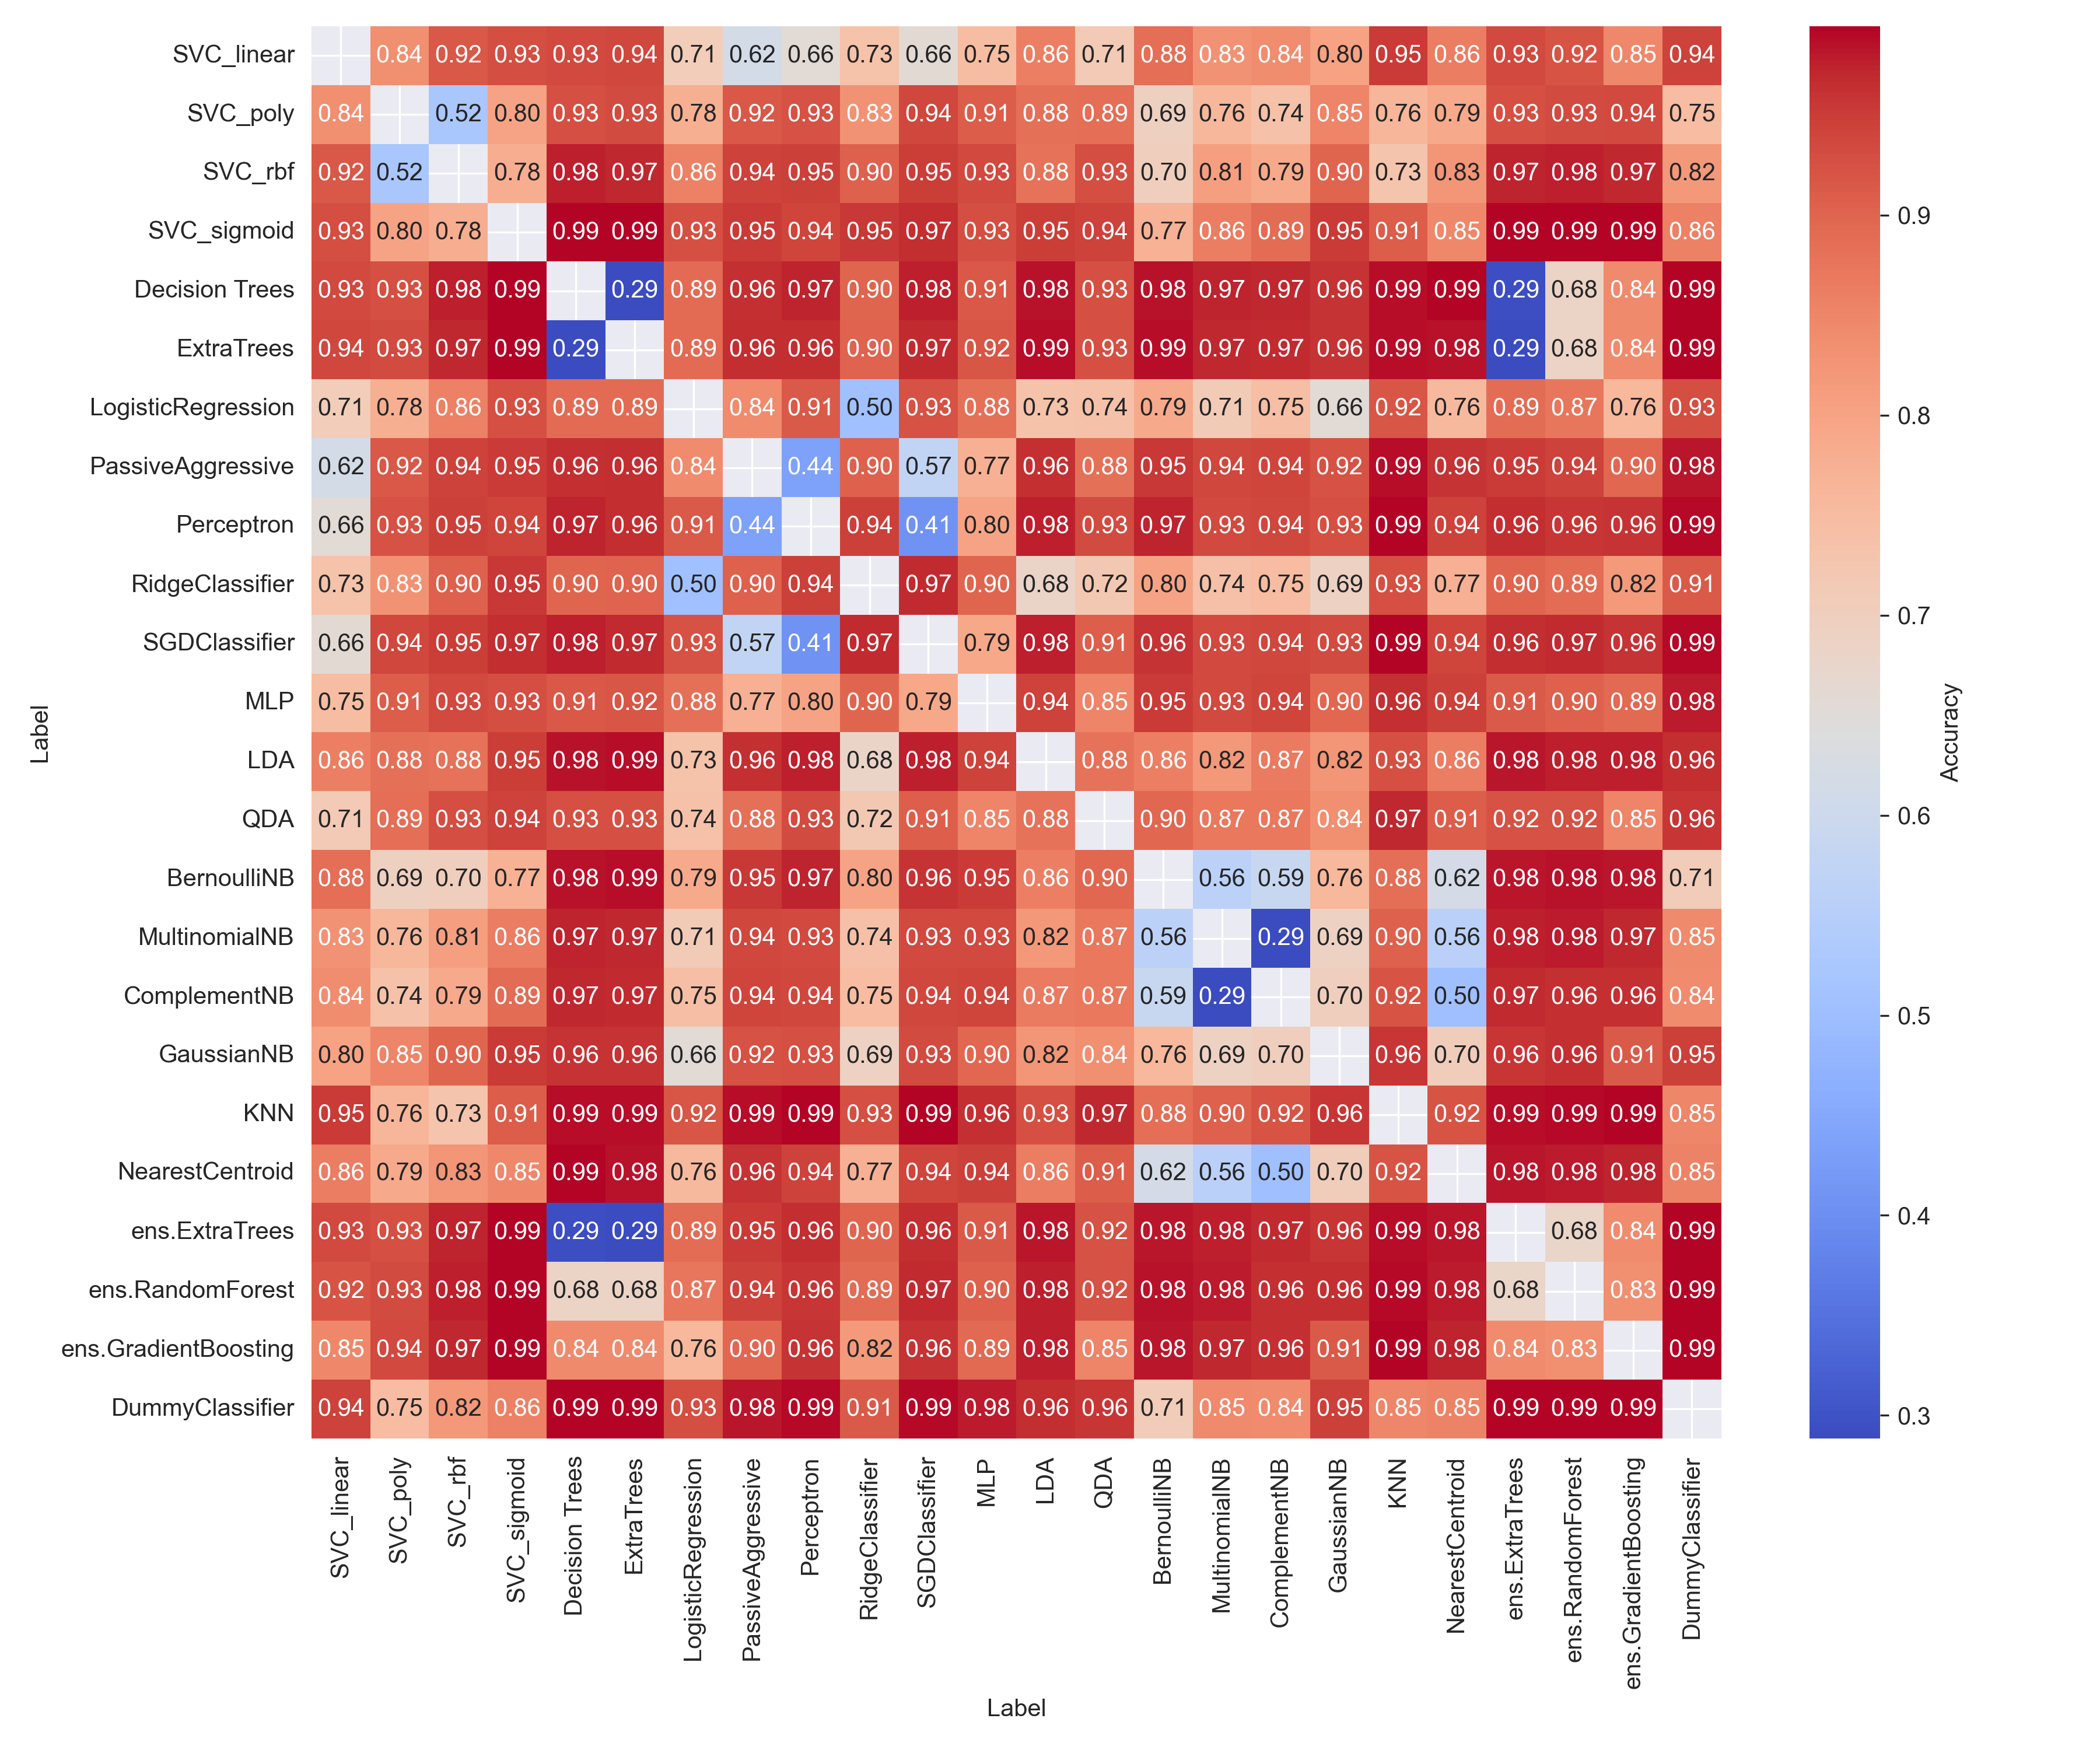 SVC_linear 0.84 0.92 0.93 0.93 0.94 0.71 0.62 0.66 0.73 0.66 0.75 0.86 0.71 0.88 0.83 0.84 0.80 0.95 0.86 0.93 0.92 0.85 0.94
SVC_poly 0.84 0.52 0.80 0.93 0.93 0.78 0.92 0.93 0.83 0.94 0.91 0.88 0.89 0.69 0.76 0.74 0.85 0.76 0.79 0.93 0.93 0.94 0.75
SVC_rbf 0.92 0.52 0.78 0.98 0.97 0.86 0.94 0.95 0.90 0.95 0.93 0.88 0.93 0.70 0.81 0.79 0.90 0.73 0.83 0.97 0.98 0.97 0.82
SVC_sigmoid 0.93 0.80 0.78 0.99 0.99 0.93 0.95 0.94 0.95 0.97 0.93 0.95 0.94 0.77 0.86 0.89 0.95 0.91 0.85 0.99 0.99 0.99 0.86
Decision Trees 0.93 0.93 0.98 0.99 0.29 0.89 0.96 0.97 0.90 0.98 0.91 0.98 0.93 0.98 0.97 0.97 0.96 0.99 0.99 0.29 0.68 0.84 0.99
ExtraTrees 0.94 0.93 0.97 0.99 0.29 0.89 0.96 0.96 0.90 0.97 0.92 0.99 0.93 0.99 0.97 0.97 0.96 0.99 0.98 0.29 0.68 0.84 0.99
LogisticRegression 0.71 0.78 0.86 0.93 0.89 0.89 0.84 0.91 0.50 0.93 0.88 0.73 0.74 0.79 0.71 0.75 0.66 0.92 0.76 0.89 0.87 0.76 0.93
PassiveAggressive 0.62 0.92 0.94 0.95 0.96 0.96 0.84 0.44 0.90 0.57 0.77 0.96 0.88 0.95 0.94 0.94 0.92 0.99 0.96 0.95 0.94 0.90 0.98
Perceptron 0.66 0.93 0.95 0.94 0.97 0.96 0.91 0.44 0.94 0.41 0.80 0.98 0.93 0.97 0.93 0.94 0.93 0.99 0.94 0.96 0.96 0.96 0.99
RidgeClassifier 0.73 0.83 0.90 0.95 0.90 0.90 0.50 0.90 0.94 0.97 0.90 0.68 0.72 0.80 0.74 0.75 0.69 0.93 0.77 0.90 0.89 0.82 0.91
SGDClassifier 0.66 0.94 0.95 0.97 0.98 0.97 0.93 0.57 0.41 0.97 0.79 0.98 0.91 0.96 0.93 0.94 0.93 0.99 0.94 0.96 0.97 0.96 0.99
MLP 0.75 0.91 0.93 0.93 0.91 0.92 0.88 0.77 0.80 0.90 0.79 0.94 0.85 0.95 0.93 0.94 0.90 0.96 0.94 0.91 0.90 0.89 0.98
LDA 0.86 0.88 0.88 0.95 0.98 0.99 0.73 0.96 0.98 0.68 0.98 0.94 0.88 0.86 0.82 0.87 0.82 0.93 0.86 0.98 0.98 0.98 0.96
QDA 0.71 0.89 0.93 0.94 0.93 0.93 0.74 0.88 0.93 0.72 0.91 0.85 0.88 0.90 0.87 0.87 0.84 0.97 0.91 0.92 0.92 0.85 0.96
BernoulliNB 0.88 0.69 0.70 0.77 0.98 0.99 0.79 0.95 0.97 0.80 0.96 0.95 0.86 0.90 0.56 0.59 0.76 0.88 0.62 0.98 0.98 0.98 0.71
MultinomialNB 0.83 0.76 0.81 0.86 0.97 0.97 0.71 0.94 0.93 0.74 0.93 0.93 0.82 0.87 0.56 0.29 0.69 0.90 0.56 0.98 0.98 0.97 0.85
ComplementNB 0.84 0.74 0.79 0.89 0.97 0.97 0.75 0.94 0.94 0.75 0.94 0.94 0.87 0.87 0.59 0.29 0.70 0.92 0.50 0.97 0.96 0.96 0.84
GaussianNB 0.80 0.85 0.90 0.95 0.96 0.96 0.66 0.92 0.93 0.69 0.93 0.90 0.82 0.84 0.76 0.69 0.70 0.96 0.70 0.96 0.96 0.91 0.95
KNN 0.95 0.76 0.73 0.91 0.99 0.99 0.92 0.99 0.99 0.93 0.99 0.96 0.93 0.97 0.88 0.90 0.92 0.96 0.92 0.99 0.99 0.99 0.85
NearestCentroid 0.86 0.79 0.83 0.85 0.99 0.98 0.76 0.96 0.94 0.77 0.94 0.94 0.86 0.91 0.62 0.56 0.50 0.70 0.92 0.98 0.98 0.98 0.85
ens.ExtraTrees 0.93 0.93 0.97 0.99 0.29 0.29 0.89 0.95 0.96 0.90 0.96 0.91 0.98 0.92 0.98 0.98 0.97 0.96 0.99 0.98 0.68 0.84 0.99
ens.RandomForest 0.92 0.93 0.98 0.99 0.68 0.68 0.87 0.94 0.96 0.89 0.97 0.90 0.98 0.92 0.98 0.98 0.96 0.96 0.99 0.98 0.68 0.83 0.99
ens.GradientBoosting 0.85 0.94 0.97 0.99 0.84 0.84 0.76 0.90 0.96 0.82 0.96 0.89 0.98 0.85 0.98 0.97 0.96 0.91 0.99 0.98 0.84 0.83 0.99
DummyClassifier 0.94 0.75 0.82 0.86 0.99 0.99 0.93 0.98 0.99 0.91 0.99 0.98 0.96 0.96 0.71 0.85 0.84 0.95 0.85 0.85 0.99 0.99 0.99
Label
SVC_linear
SVC_poly
SVC_rbf
SVC_sigmoid
Decision Trees
ExtraTrees
LogisticRegression
PassiveAggressive
Perceptron
RidgeClassifier
SGDClassifier
MLP
LDA
QDA
BernoulliNB
MultinomialNB
ComplementNB
GaussianNB
KNN
NearestCentroid
ens.ExtraTrees
ens.RandomForest
ens.GradientBoosting
DummyClassifier
Label
0.9
0.8
0.7
0.6
0.5
0.4
0.3
Accuracy